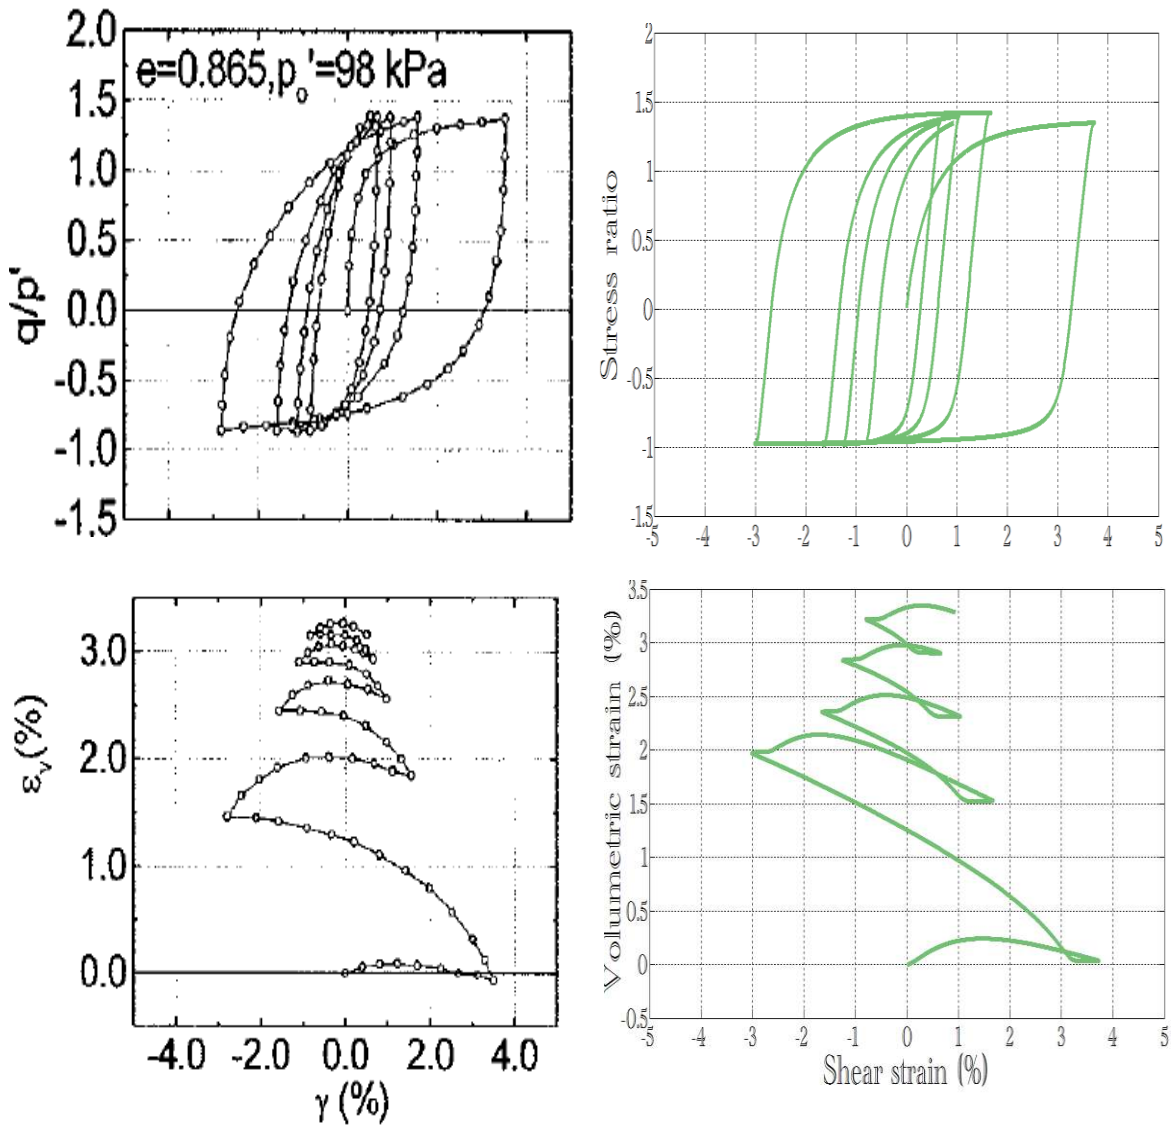 2.0
1.5
1.0
0.5
0.0
-0.5
-1.0
-1.5
q/p'
e=0.865,p₀'=98 kPa
2
1.5
1
0.5
0
-0.5
-1
-1.5
Stress ratio
-5 -4 -3 -2 -1 0 1 2 3 4 5
3.0
2.0
1.0
0.0
εᵥ(%)
-4.0 -2.0 0.0 2.0 4.0
γ (%)
3.5
3
2.5
2
1.5
1
0.5
0
-0.5
Volumetric strain (%)
-5 -4 -3 -2 -1 0 1 2 3 4 5
Shear strain (%)